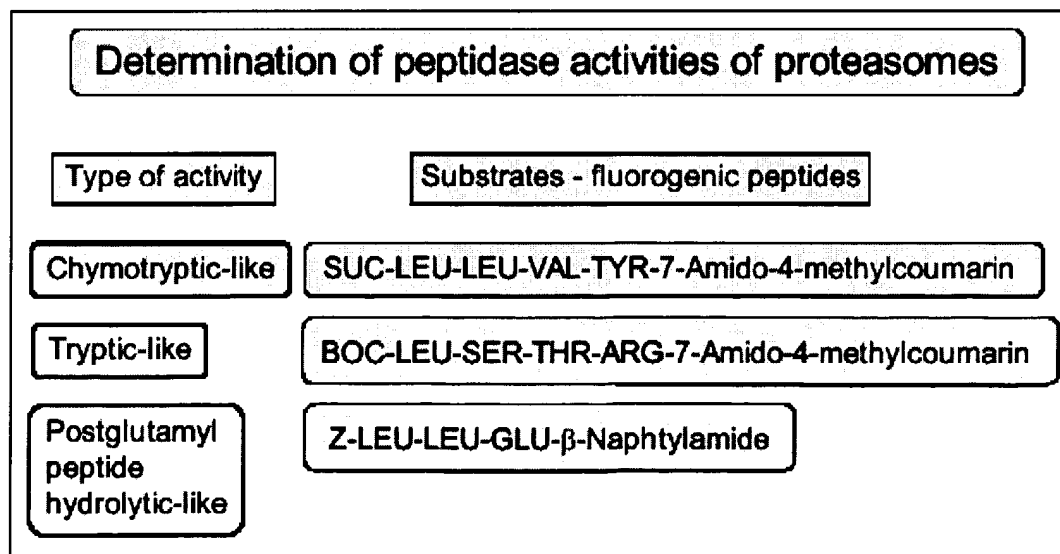 Determination of peptidase activities of proteasomes
Type of activity
Substrates - fluorogenic peptides
Chymotryptic-like
SUC-LEU-LEU-VAL-TYR-7-Amido-4-methylcoumarin
Tryptic-like
BOC-LEU-SER-THR-ARG-7-Amido-4-methylcoumarin
Postglutamyl
peptide
hydrolytic-like
Z-LEU-LEU-GLU-β-Naphtylamide